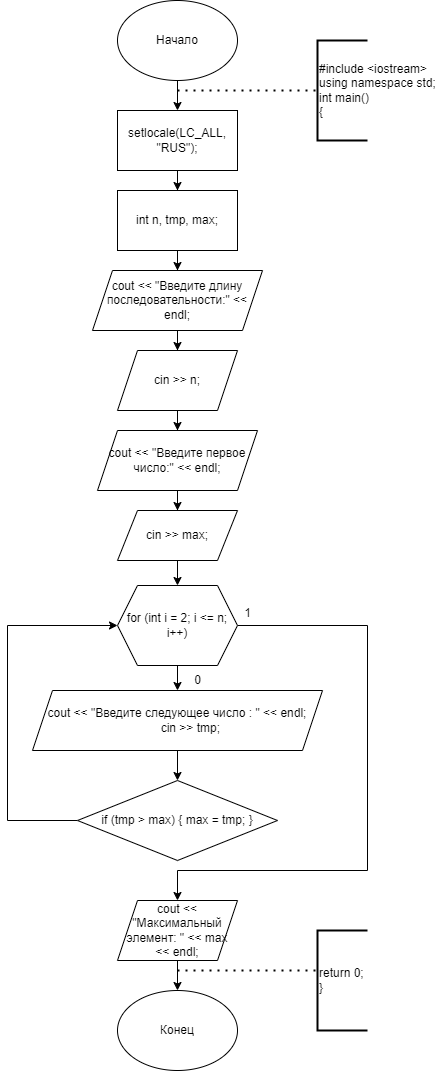 Начало
#include <iostream>
using namespace std;
int main()
{
setlocale(LC_ALL,
"RUS");
int n, tmp, max;
cout << "Введите длину
последовательности:" <<
endl;
cin >> n;
cout << "Введите первое
число:" << endl;
cin >> max;
for (int i = 2; i <= n;
i++)
1
0
cout << "Введите следующее число : " << endl;
cin >> tmp;
if (tmp > max) { max = tmp; }
cout <<
"Максимальный
элемент: " << max
<< endl;
return 0;
}
Конец